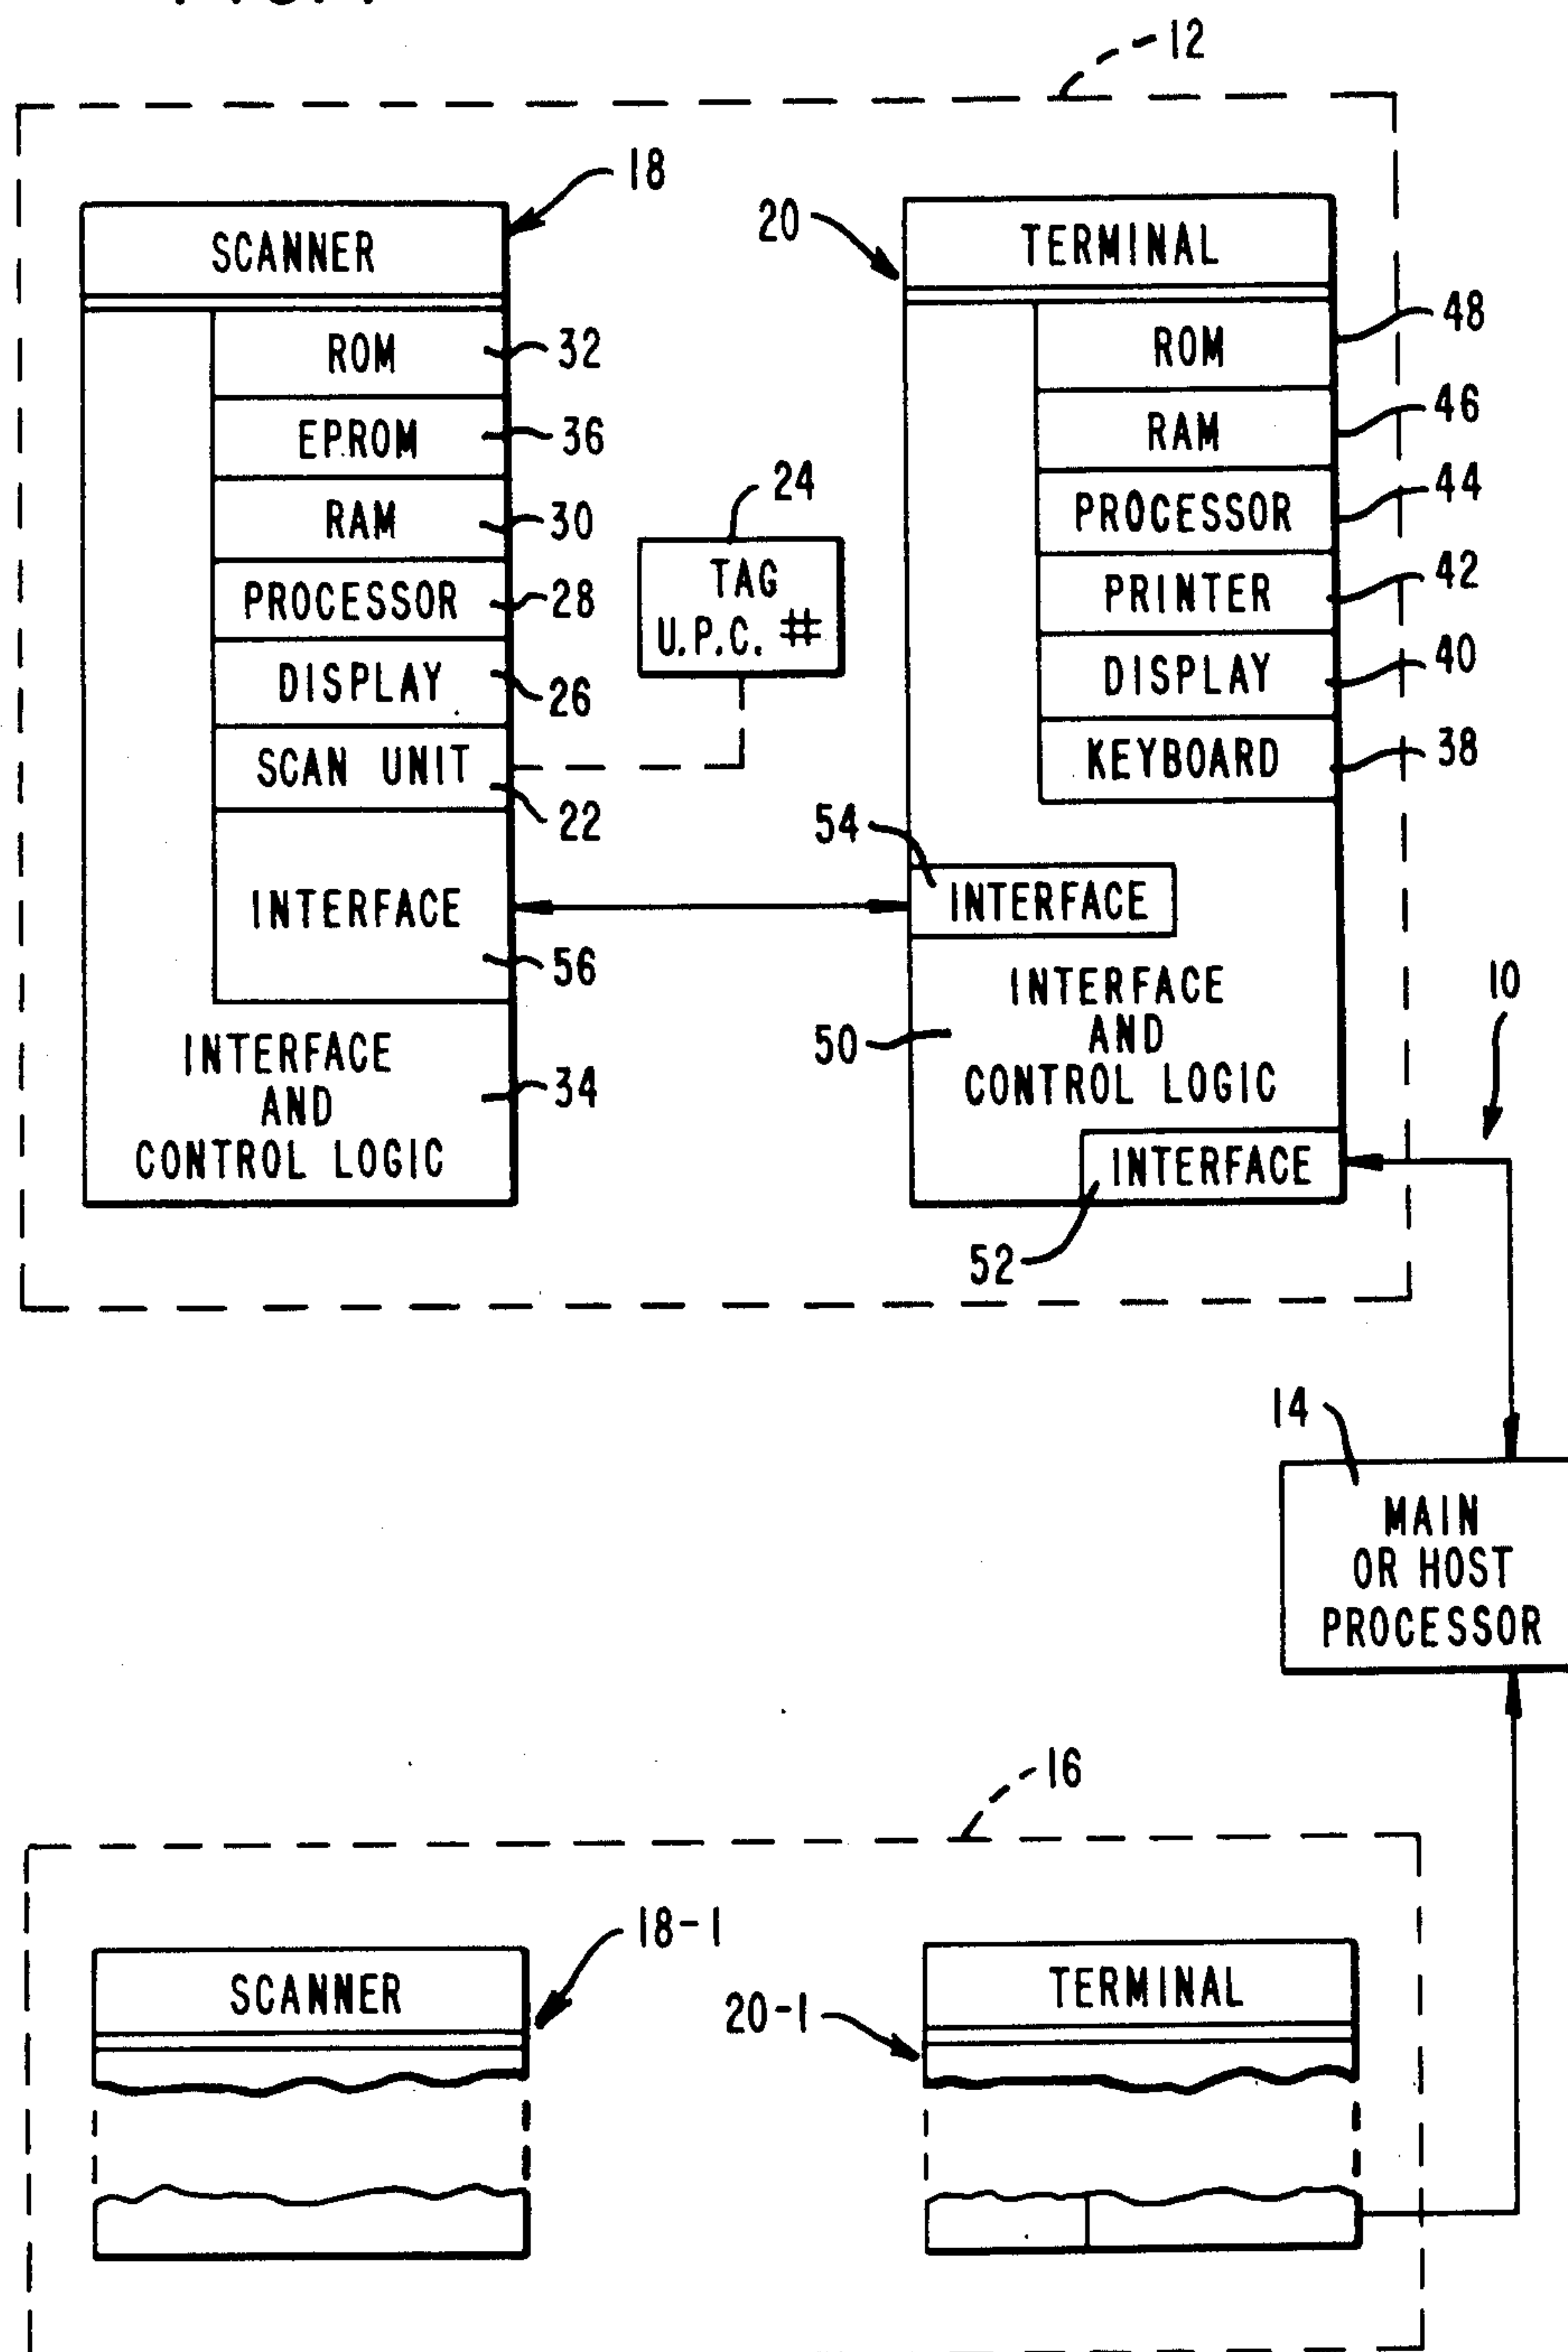 12
18
SCANNER
ROM
32
EPROM
36
RAM
30
PROCESSOR
28
DISPLAY
26
SCAN UNIT
22
INTERFACE
56
INTERFACE
AND
CONTROL LOGIC
34
24
TAG
U.P.C. #
20
TERMINAL
ROM
48
RAM
46
PROCESSOR
44
PRINTER
42
DISPLAY
40
KEYBOARD
38
54
INTERFACE
INTERFACE
AND
CONTROL LOGIC
50
INTERFACE
52
10
14
MAIN
OR HOST
PROCESSOR
16
18-1
SCANNER
20-1
TERMINAL